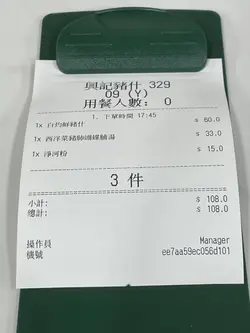 興記豬什 329
09 (Y)
用餐人數: 0
1. 下單時間 17:45
1x 白灼鮮豬什 $ 60.0
1x 西洋菜豬肺胴蝶腩湯 $ 33.0
1x 淨河粉 $ 15.0
3 件
小計: $ 108.0
總計: $ 108.0
操作員 Manager
機號 ee7aa59ec056d101